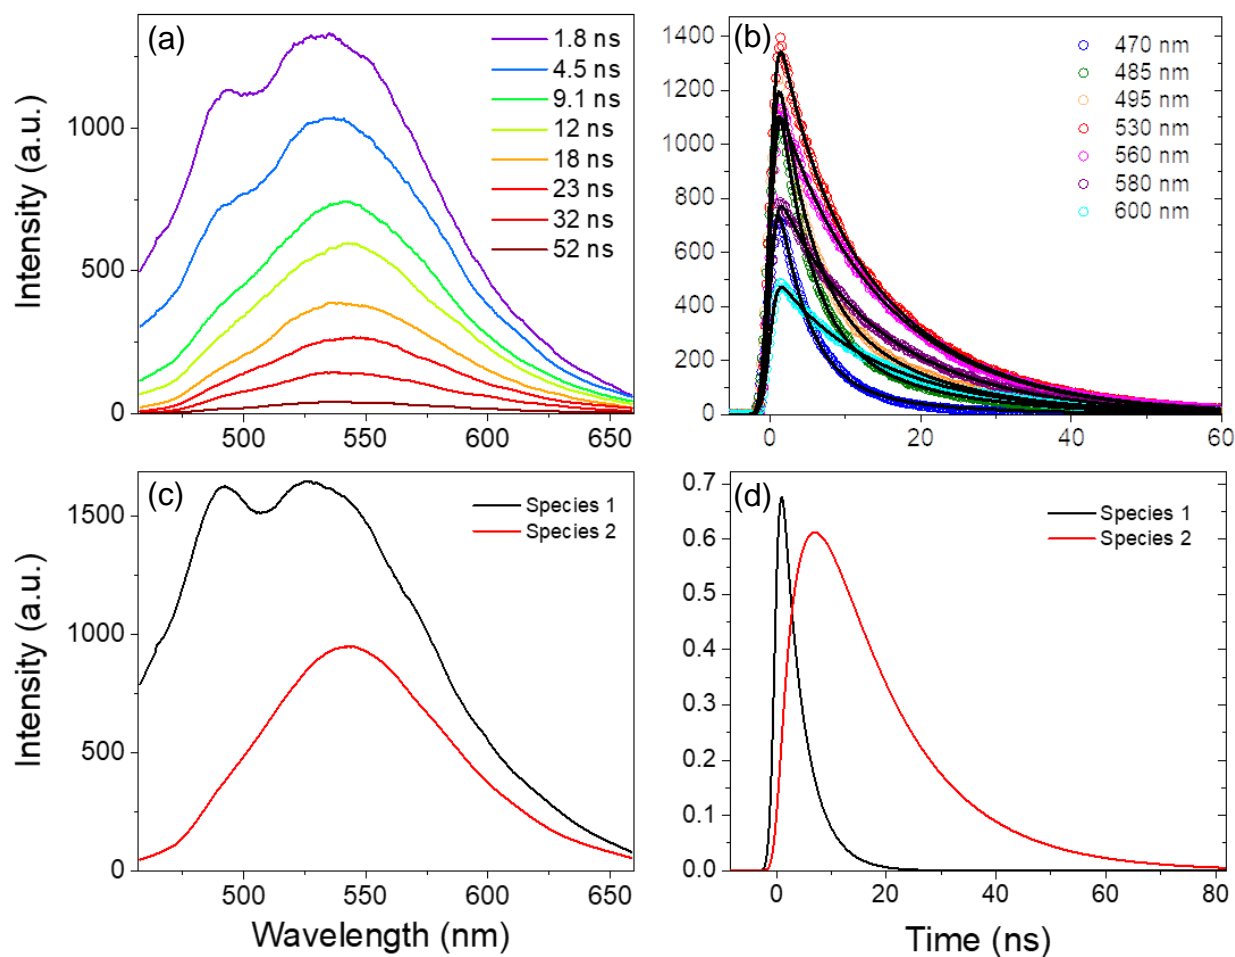 (a)
1.8 ns
4.5 ns
9.1 ns
12 ns
18 ns
23 ns
32 ns
52 ns
1000
500
0
500
550
600
650
Intensity (a.u.)
(b)
470 nm
485 nm
495 nm
530 nm
560 nm
580 nm
600 nm
1400
1200
1000
800
600
400
200
0
0
20
40
60
(c)
Species 1
Species 2
1500
1000
500
0
500
550
600
650
Intensity (a.u.)
Wavelength (nm)
(d)
Species 1
Species 2
0.7
0.6
0.5
0.4
0.3
0.2
0.1
0.0
0
20
40
60
80
Time (ns)